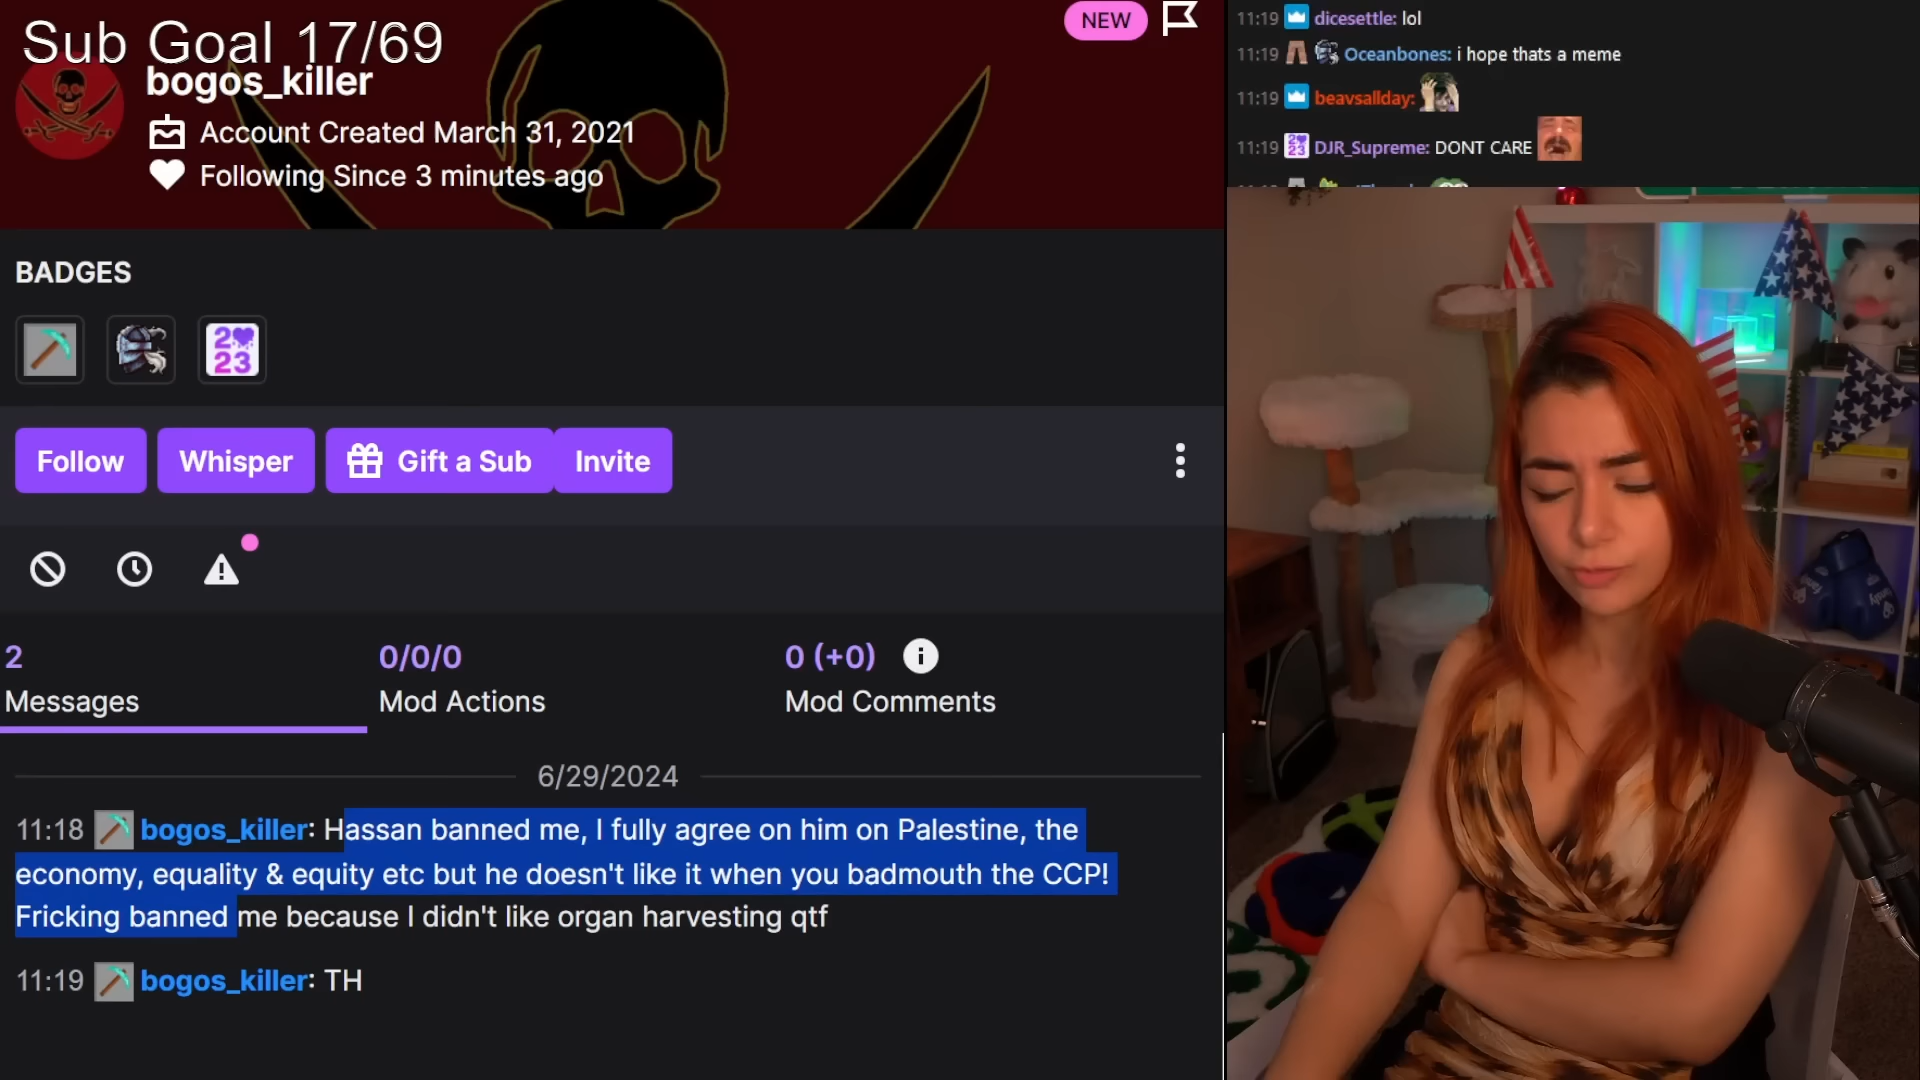 Sub Goal 17/69
NEW
bogos_killer
Account Created March 31, 2021
Following Since 3 minutes ago
BADGES
2
23
Follow
Whisper
Gift a Sub
Invite
2
Messages
0/0/0
Mod Actions
0 (+0)
Mod Comments
6/29/2024
11:18 bogos_killer: Hassan banned me, I fully agree on him on Palestine, the
economy, equality & equity etc but he doesn't like it when you badmouth the CCP!
Fricking banned me because I didn't like organ harvesting qtf
11:19 bogos_killer: TH
11:19 dicesettle: lol
11:19 Oceanbones: i hope thats a meme
11:19 beavsallday:
11:19 DJR_Supreme: DONT CARE